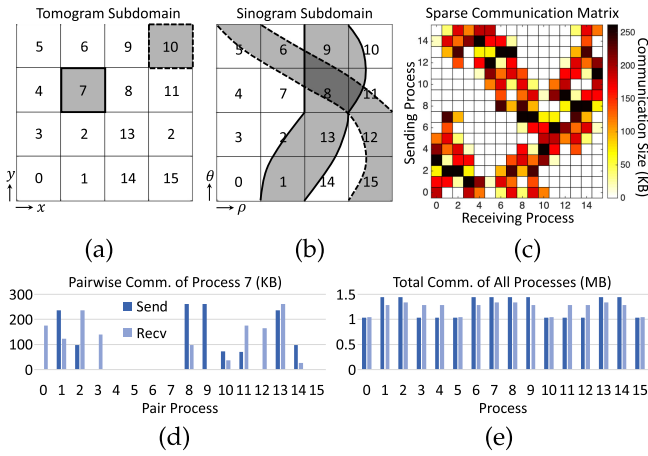 Tomogram Subdomain
5 6 9 10
4 7 8 11
3 2 13 2
0 1 14 15
y
x
(a)
Sinogram Subdomain
5 6 9 10
4 7 8 11
3 2 13 12
0 1 14 15
θ
ρ
(b)
Sparse Communication Matrix
Sending Process
14
12
10
8
6
4
2
0
0 2 4 6 8 10 12 14
Receiving Process
250
200
150
100
50
0
Communication Size (KB)
(c)
Pairwise Comm. of Process 7 (KB)
300
200
100
0
Send
Recv
0 1 2 3 4 5 6 7 8 9 10 11 12 13 14 15
Pair Process
(d)
Total Comm. of All Processes (MB)
1.5
1
0.5
0
0 1 2 3 4 5 6 7 8 9 10 11 12 13 14 15
Process
(e)